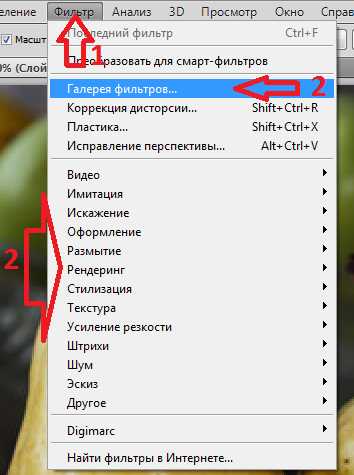 деление Фильтр Анализ 3D Просмотр Окно Справ
Масшт
Последний фильтр Ctrl+F
0% (Слой
Преобразовать для смарт-фильтров
Галерея фильтров... 2
1
Коррекция дисторсии... Shift+Ctrl+R
Пластика... Shift+Ctrl+X
Исправление перспективы... Alt+Ctrl+V
Видео
Имитация
Искажение
Оформление
Размытие
2
Рендеринг
Стилизация
Текстура
Усиление резкости
Штрихи
Шум
Эскиз
Другое
Digimarc
Найти фильтры в Интернете...